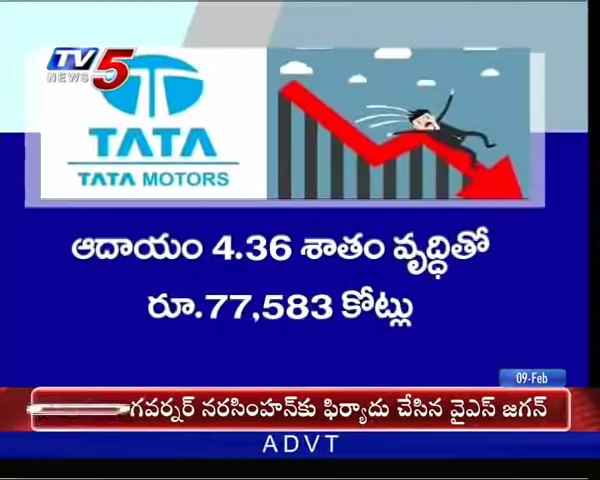 TV5
NEWS
TATA
TATA MOTORS
ఆదాయం 4.36 శాతం వృద్ధితో
రూ.77,583 కోట్లు
09-Feb
గవర్నర్ నరసింహన్‌కు ఫిర్యాదు చేసిన వైఎస్ జగన్
ADVT